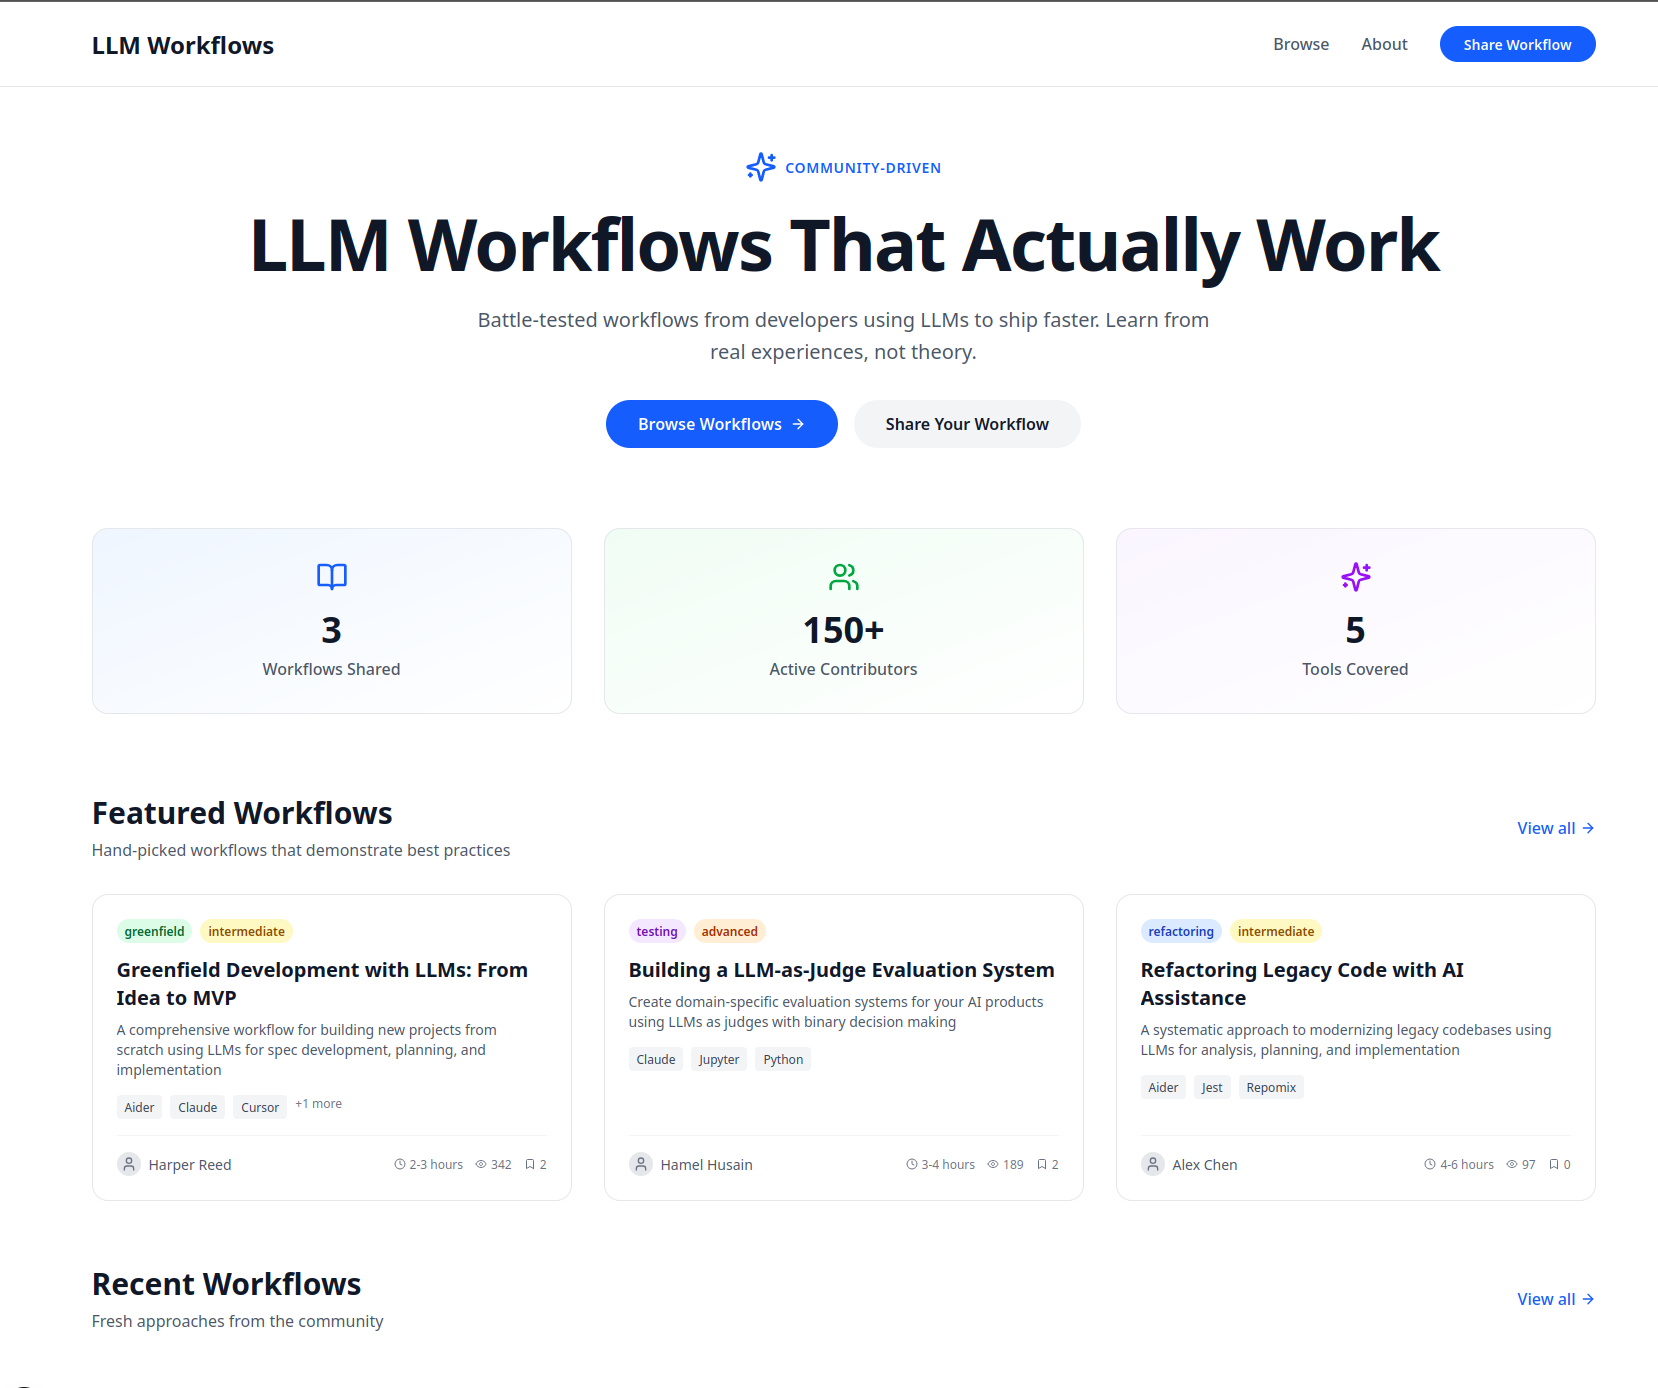 LLM Workflows
Browse
About
Share Workflow
COMMUNITY-DRIVEN
LLM Workflows That Actually Work
Battle-tested workflows from developers using LLMs to ship faster. Learn from
real experiences, not theory.
Browse Workflows
Share Your Workflow
3
Workflows Shared
150+
Active Contributors
5
Tools Covered
Featured Workflows
Hand-picked workflows that demonstrate best practices
View all
greenfield
intermediate
Greenfield Development with LLMs: From
Idea to MVP
A comprehensive workflow for building new projects from
scratch using LLMs for spec development, planning, and
implementation
Aider
Claude
Cursor
+1 more
Harper Reed
2-3 hours
342
2
testing
advanced
Building a LLM-as-Judge Evaluation System
Create domain-specific evaluation systems for your AI products
using LLMs as judges with binary decision making
Claude
Jupyter
Python
Hamel Husain
3-4 hours
189
2
refactoring
intermediate
Refactoring Legacy Code with AI
Assistance
A systematic approach to modernizing legacy codebases using
LLMs for analysis, planning, and implementation
Aider
Jest
Repomix
Alex Chen
4-6 hours
97
0
Recent Workflows
Fresh approaches from the community
View all